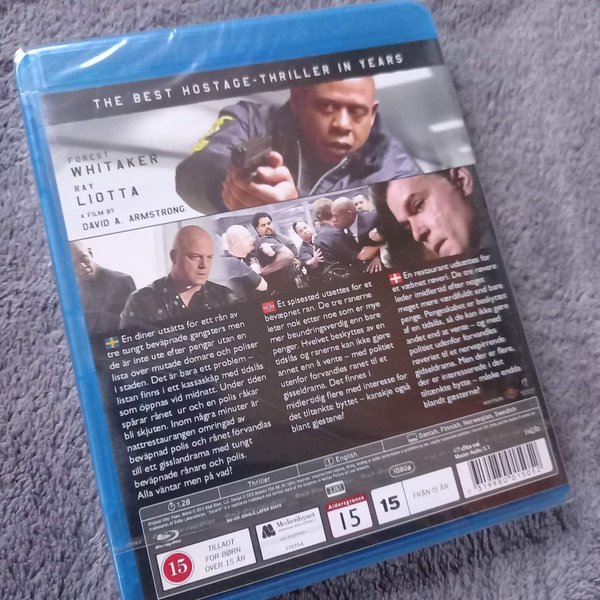 THE BEST HOSTAGE-THRILLER IN YEARS
FOREST
WHITAKER
RAY
LIOTTA
A FILM BY
DAVID A. ARMSTRONG
En diner utsätts för ett rån av
tre tungt beväpnade gangsters men
de är inte ute efter pengar utan en
lista över mutade domare och poliser
i staden. Det är bara ett problem –
listan finns i ett kassaskåp med tidslås
som öppnas vid midnatt. Under tiden
spårar rånet ur och en polis råkar
bli skjuten. Inom några minuter är
nattrestaurangen omringad av
beväpnad polis och rånet förvandlas
till ett gisslandrama med tungt
beväpnade rånare och polis.
Alla väntar men på vad?
Et spisested utsettes for et
bevæpnet ran. De tre ranerne
leter nok etter noe som er mye
mer beundringsverdig enn bare
penger. Hvelvet beskyttes av en
tidslås og ranerne kan ikke gjøre
annet enn å vente – med politiet
utenfor forvandles ranet til et
gisseldrama. Det finnes i
midlertidig flere med interesse for
det tiltenkte byttet – kanskje også
blant gjestene!
En restaurant udsættes for
et væbnet røveri. De tre røvere
leder imidlertid efter noget
meget mere værdifuldt end bare
penge. Pengeskabet er beskyttet
af en tidslås, så de kan ikke gøre
andet end at vente – og med
politiet udenfor forvandles
røveriet til et nervepirrende
gidseldrama. Men der er flere,
der er interesserede i det
tiltænkte bytte – måske endda
blandt gæsterne!
1:28
Thriller
English
Danish, Finnish, Norwegian, Swedish
1080p
Blu-ray Disc
15
TILLADT
FOR BØRN
OVER 15 ÅR
Medietilsynet
Aldersgrense
15
15
FRÅN 15 ÅR
7 319980 015052